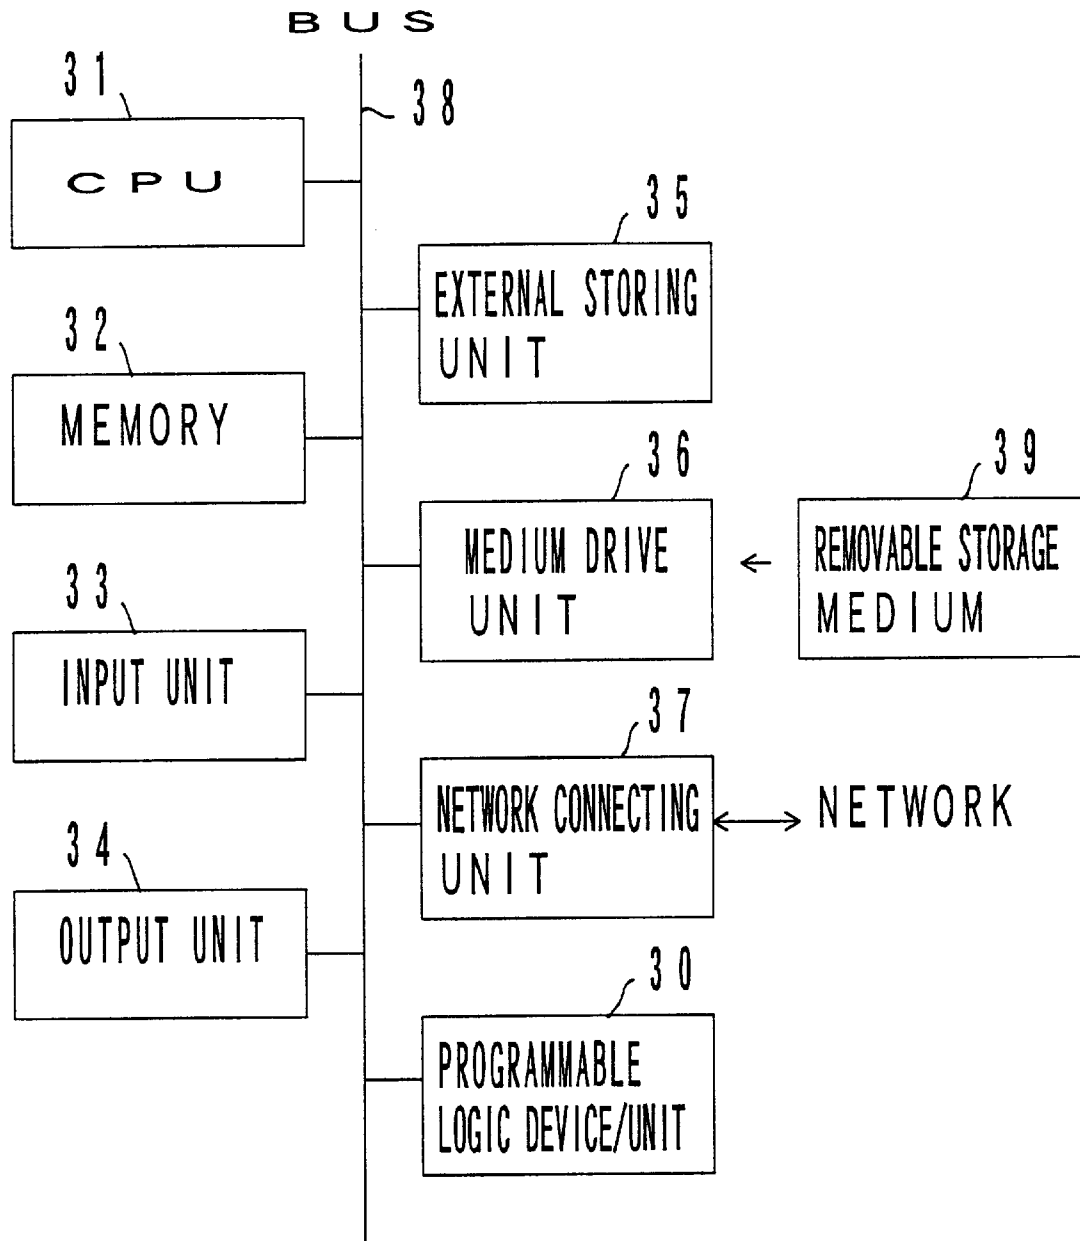 BUS
31
38
CPU
35
EXTERNAL STORING
UNIT
32
MEMORY
36
MEDIUM DRIVE
UNIT
39
REMOVABLE STORAGE
MEDIUM
33
INPUT UNIT
37
NETWORK CONNECTING
UNIT
NETWORK
34
OUTPUT UNIT
30
PROGRAMMABLE
LOGIC DEVICE/UNIT